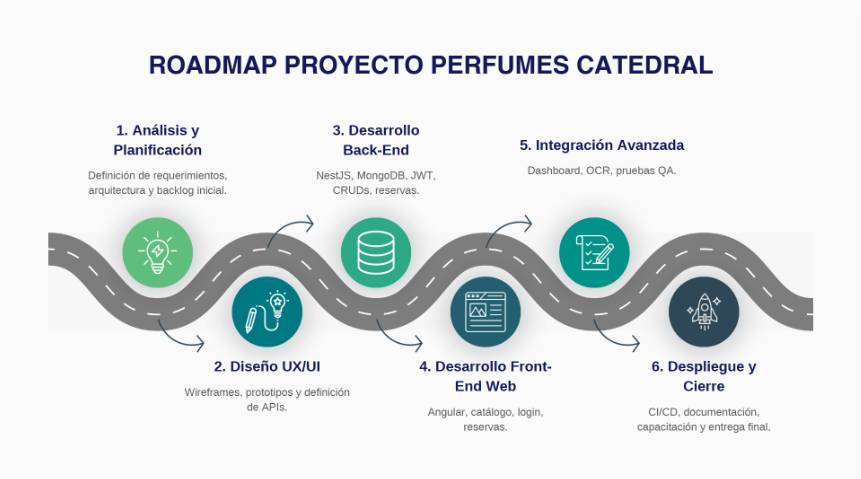 ROADMAP PROYECTO PERFUMES CATEDRAL
1. Análisis y
Planificación
Definición de requerimientos,
arquitectura y backlog inicial.
2. Diseño UX/UI
Wireframes, prototipos y definición
de APIs.
3. Desarrollo
Back-End
NestJS, MongoDB, JWT,
CRUDs, reservas.
4. Desarrollo Front-
End Web
Angular, catálogo, login,
reservas.
5. Integración Avanzada
Dashboard, OCR, pruebas QA.
6. Despliegue y
Cierre
CI/CD, documentación,
capacitación y entrega final.